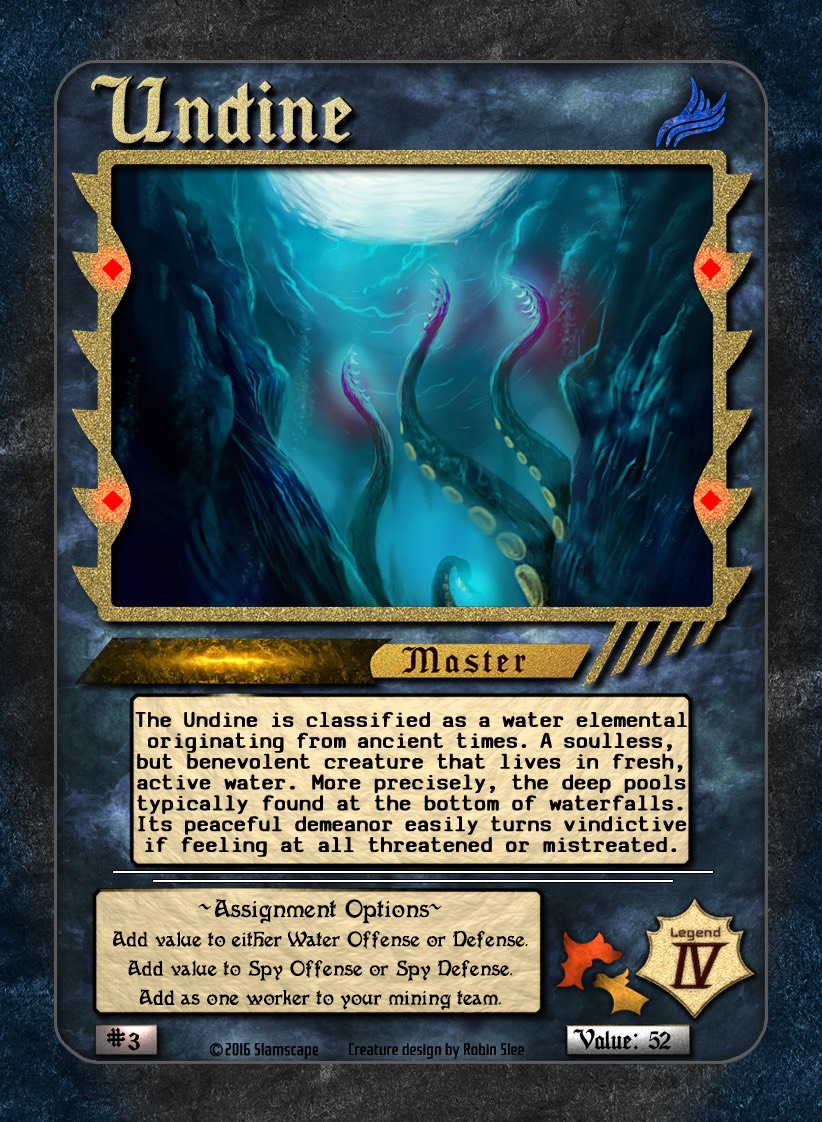 Undine
Master
The Undine is classified as a water elemental
originating from ancient times. A soulless,
but benevolent creature that lives in fresh,
active water. More precisely, the deep pools
typically found at the bottom of waterfalls.
Its peaceful demeanor easily turns vindictive
if feeling at all threatened or mistreated.
~Assignment Options~
Add value to either Water Offense or Defense.
Add value to Spy Offense or Spy Defense.
Add as one worker to your mining team.
Legend
IV
#3
© 2016 Slamscape
Creature design by Robin Slee
Value: 52